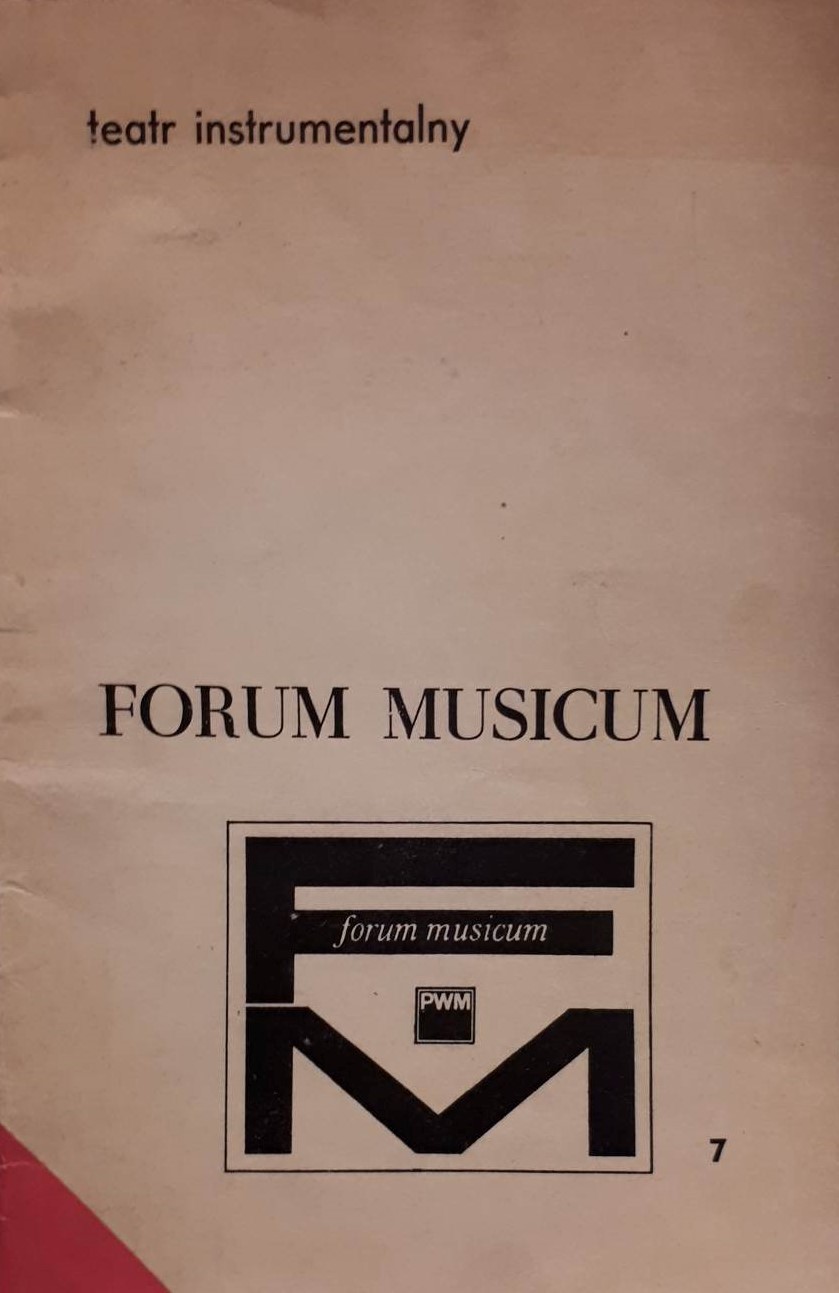 teatr instrumentalny
FORUM MUSICUM
forum musicum
PWM
7